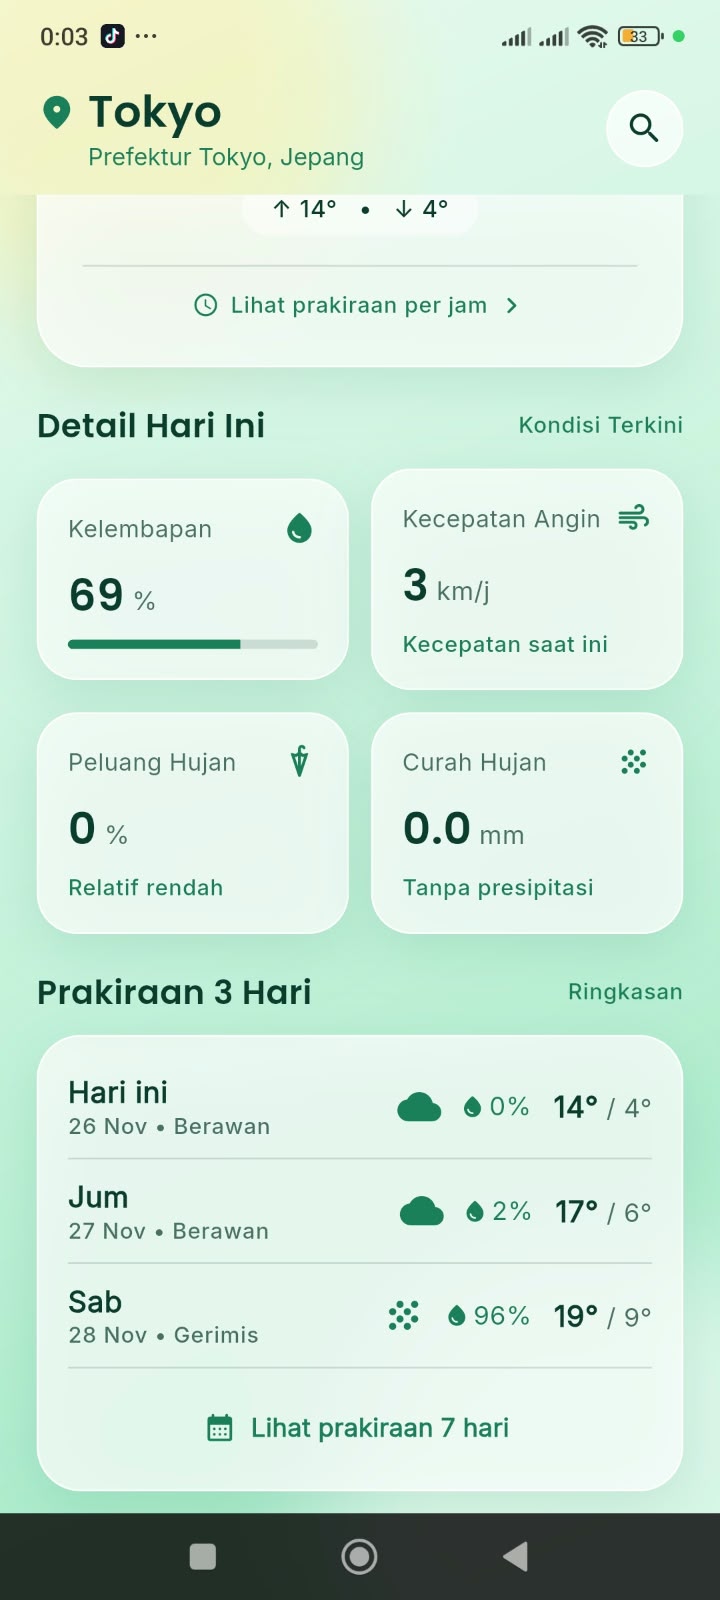 0:03
33
Tokyo
Prefektur Tokyo, Jepang
↑ 14° • ↓ 4°
Lihat prakiraan per jam
Detail Hari Ini
Kondisi Terkini
Kelembapan
69 %
Kecepatan Angin
3 km/j
Kecepatan saat ini
Peluang Hujan
0 %
Relatif rendah
Curah Hujan
0.0 mm
Tanpa presipitasi
Prakiraan 3 Hari
Ringkasan
Hari ini
26 Nov • Berawan
0% 14° / 4°
Jum
27 Nov • Berawan
2% 17° / 6°
Sab
28 Nov • Gerimis
96% 19° / 9°
Lihat prakiraan 7 hari